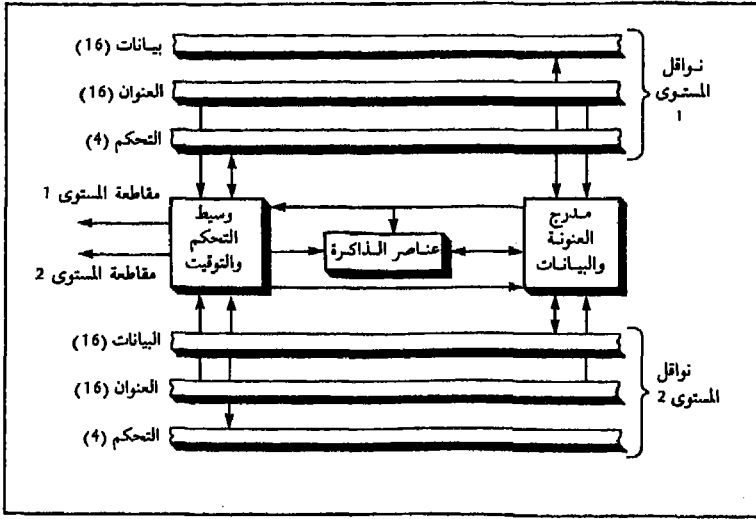 بيانات (16)
العنوان (16)
التحكم (4)
نواقل
المستوى
1
مقاطعة المستوى 1
مقاطعة المستوى 2
وسيط
التحكم
والتوقيت
عناصر الذاكرة
مدرج
العنونة
والبيانات
البيانات (16)
العنوان (16)
التحكم (4)
نواقل
المستوى 2